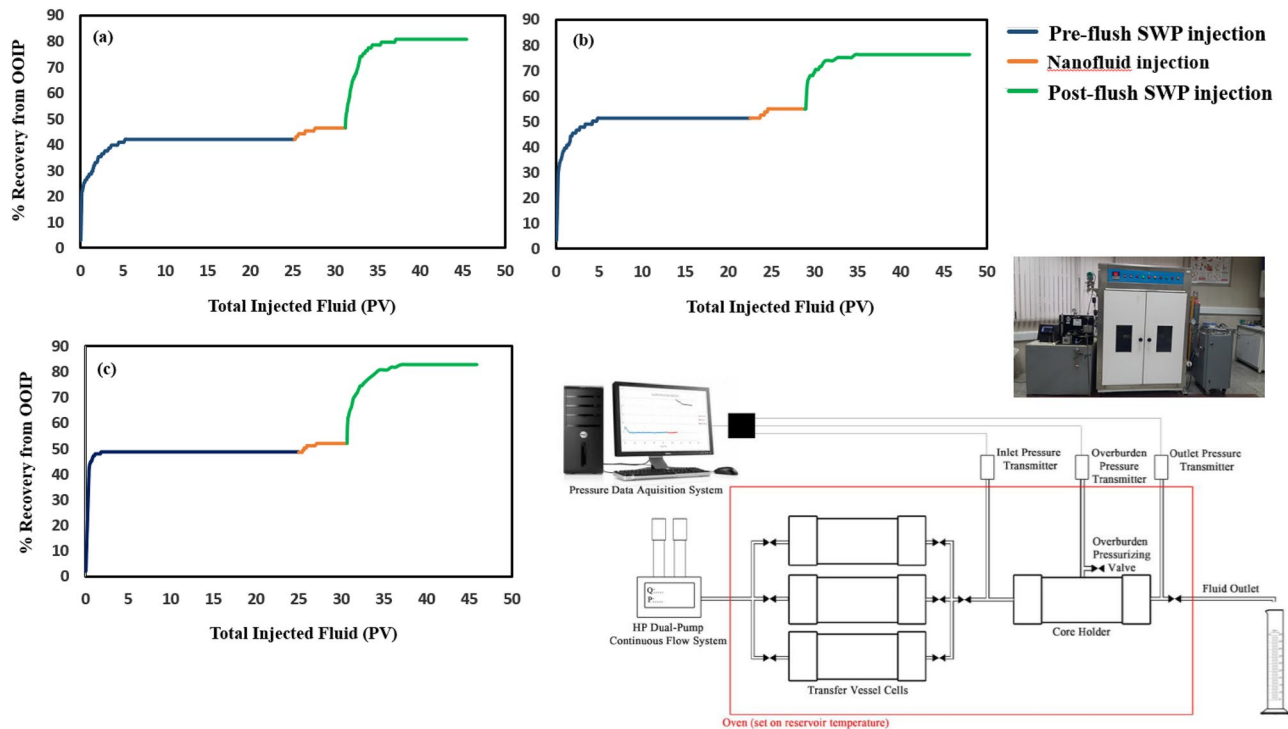 (a)
% Recovery from OOIP
90
80
70
60
50
40
30
20
10
0
0 5 10 15 20 25 30 35 40 45 50
Total Injected Fluid (PV)
(b)
90
80
70
60
50
40
30
20
10
0
0 5 10 15 20 25 30 35 40 45 50
Total Injected Fluid (PV)
Pre-flush SWP injection
Nanofluid injection
Post-flush SWP injection
(c)
% Recovery from OOIP
90
80
70
60
50
40
30
20
10
0
0 5 10 15 20 25 30 35 40 45 50
Total Injected Fluid (PV)
Pressure Data Aquisition System
Inlet Pressure
Transmitter
Overburden
Pressure
Transmitter
Outlet Pressure
Transmitter
Overburden
Pressurizing
Valve
Fluid Outlet
Q:....
P:....
HP Dual-Pump
Continuous Flow System
Core Holder
Transfer Vessel Cells
Oven (set on reservoir temperature)